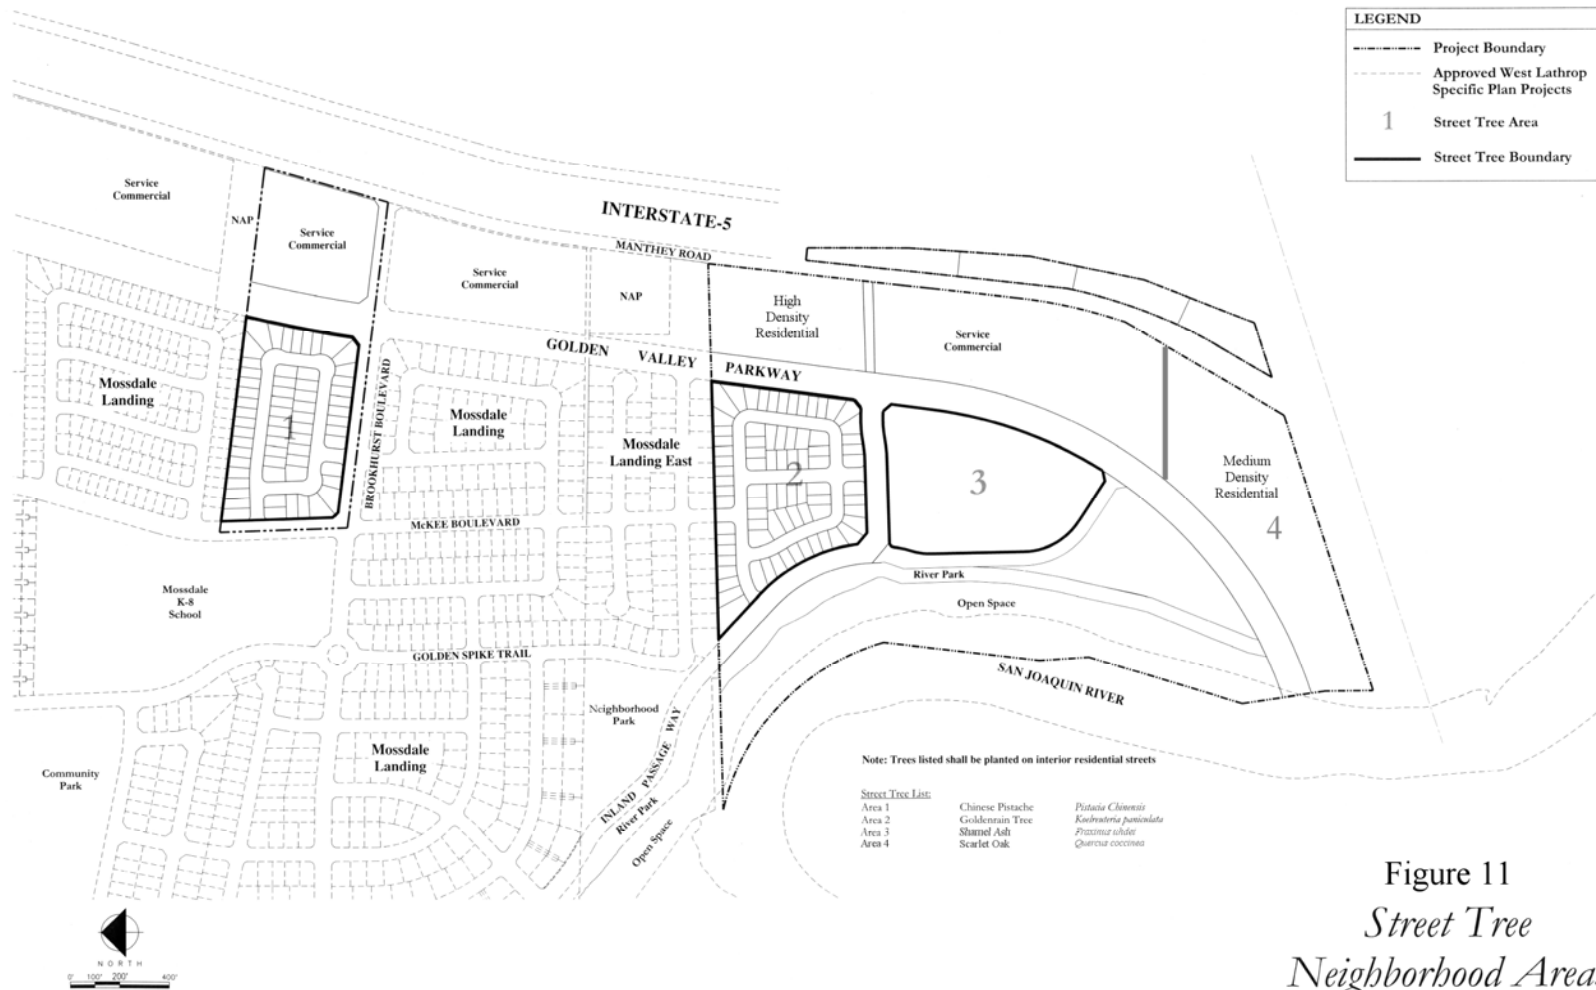 LEGEND
Project Boundary
Approved West Lathrop
Specific Plan Projects
1
Street Tree Area
Street Tree Boundary
Service
Commercial
NAP
Service
Commercial
INTERSTATE-5
MANTHEY ROAD
Service
Commercial
NAP
High
Density
Residential
Service
Commercial
GOLDEN VALLEY PARKWAY
Mossdale
Landing
1
BROOKHURST BOULEVARD
Mossdale
Landing
Mossdale
Landing East
2
3
Medium
Density
Residential
4
McKEE BOULEVARD
Mossdale
K-8
School
River Park
Open Space
GOLDEN SPIKE TRAIL
SAN JOAQUIN RIVER
Neighborhood
Park
INLAND PASSAGE WAY
River Park
Open Space
Mossdale
Landing
Community
Park
Note: Trees listed shall be planted on interior residential streets
Street Tree List:
Area 1 Chinese Pistache Pistacia Chinensis
Area 2 Goldenrain Tree Koelreuteria paniculata
Area 3 Shamel Ash Fraxinus uhdei
Area 4 Scarlet Oak Quercus coccinea
NORTH
0' 100' 200' 400'
Figure 11
Street Tree
Neighborhood Area